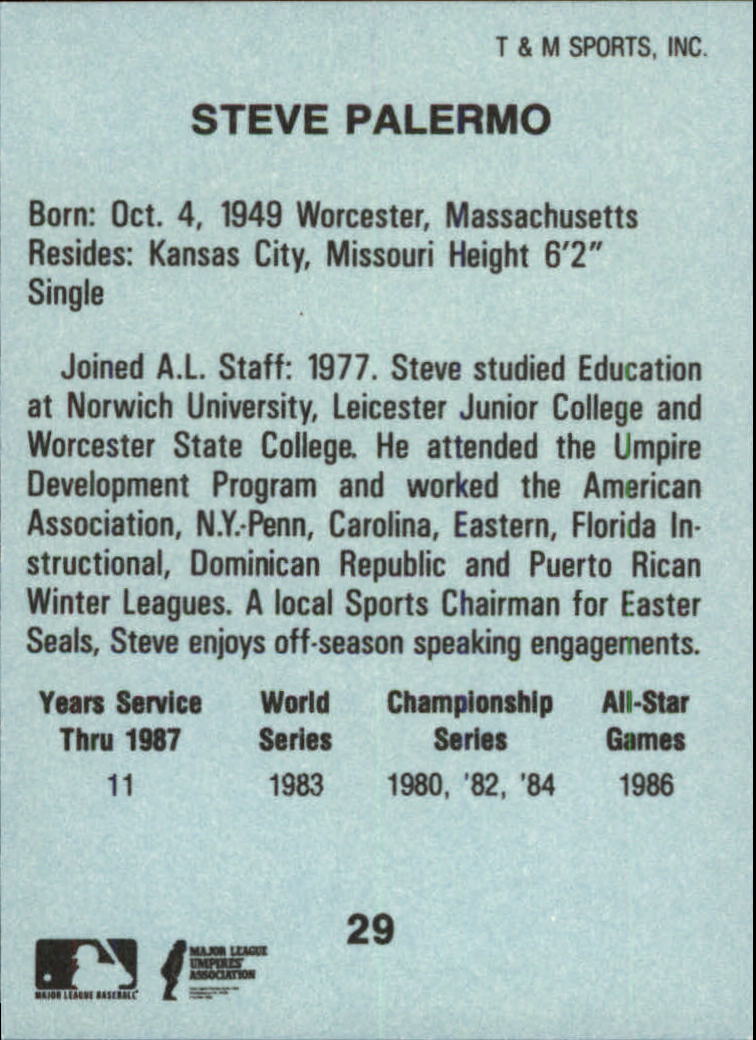 T & M SPORTS, INC.
STEVE PALERMO
Born: Oct. 4, 1949 Worcester, Massachusetts
Resides: Kansas City, Missouri Height 6'2"
Single
Joined A.L. Staff: 1977. Steve studied Education
at Norwich University, Leicester Junior College and
Worcester State College. He attended the Umpire
Development Program and worked the American
Association, N.Y.-Penn, Carolina, Eastern, Florida In-
structional, Dominican Republic and Puerto Rican
Winter Leagues. A local Sports Chairman for Easter
Seals, Steve enjoys off-season speaking engagements.
Years Service World Championship All-Star
Thru 1987 Series Series Games
11 1983 1980, '82, '84 1986
29
MAJOR LEAGUE BASEBALL
MAJOR LEAGUE
UMPIRES'
ASSOCIATION